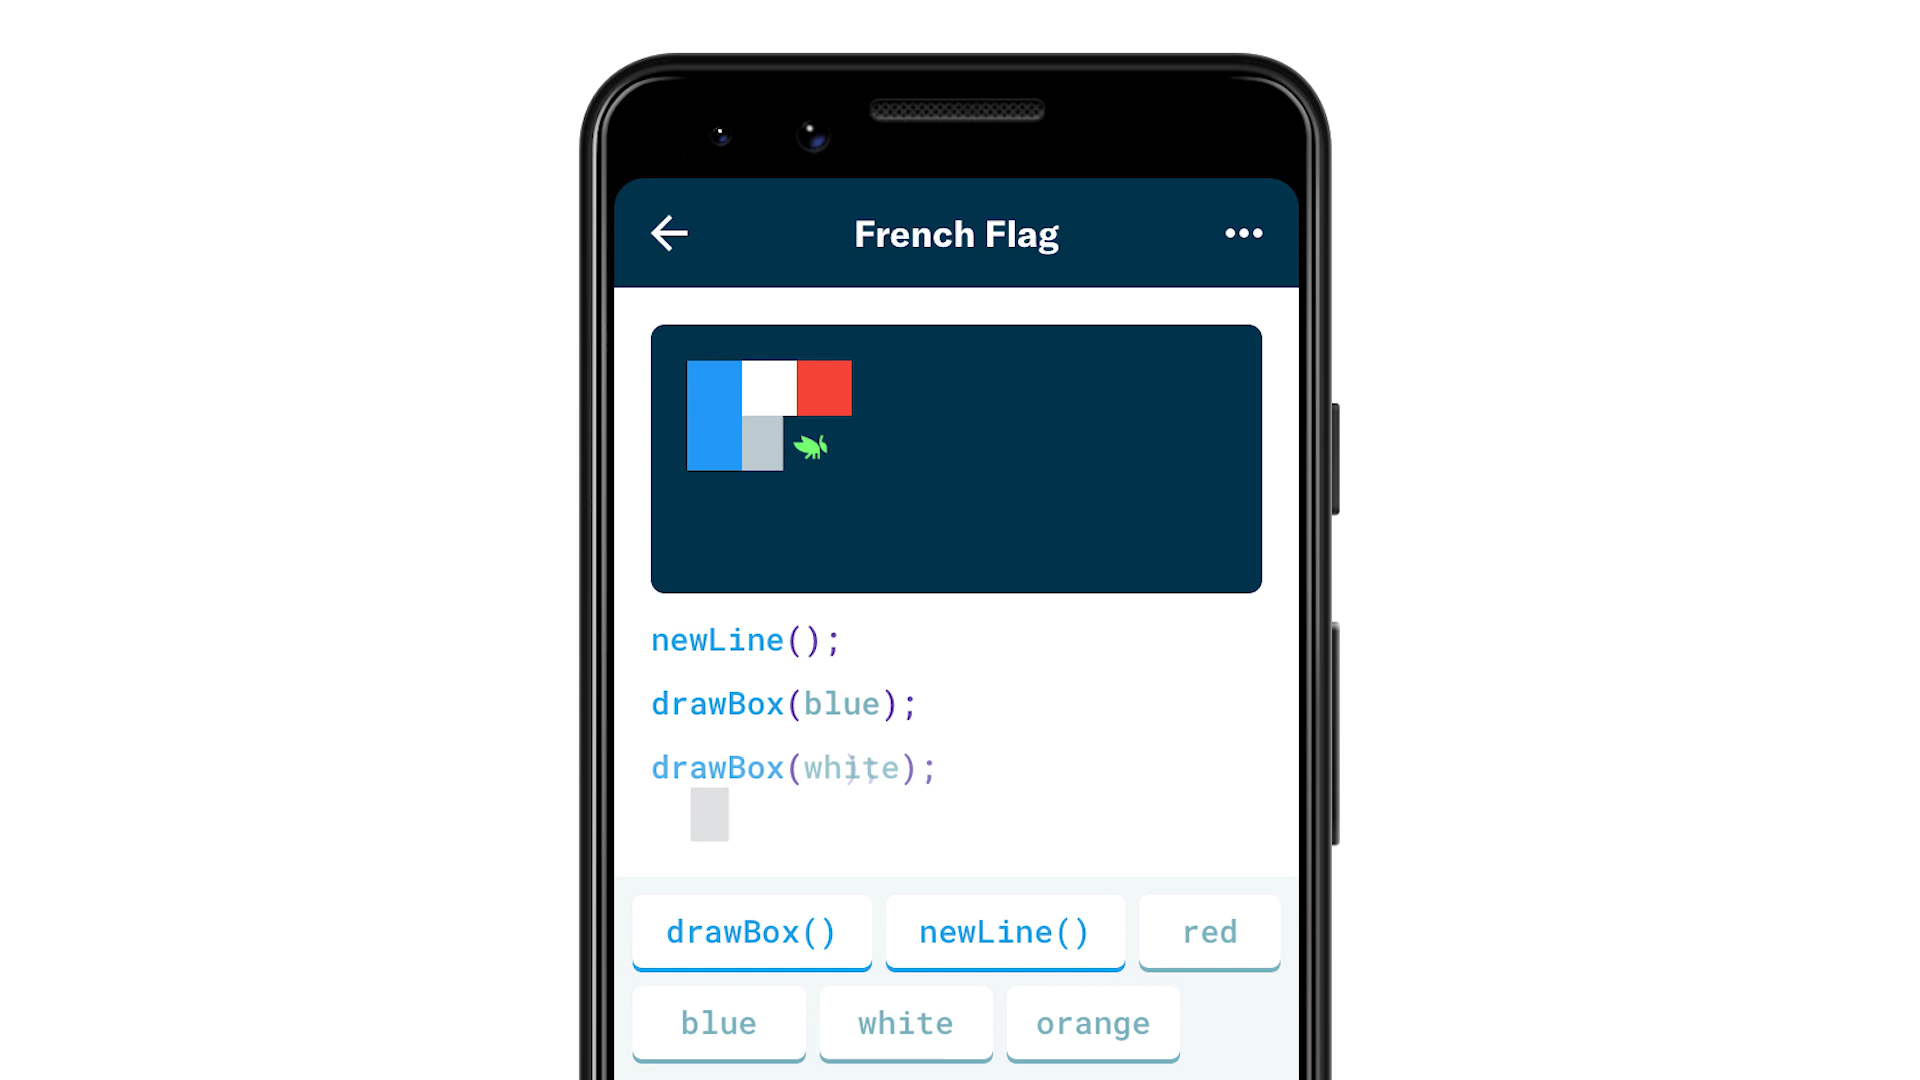 French Flag
newLine();
drawBox(blue);
drawBox(white);
drawBox() newLine() red
blue white orange